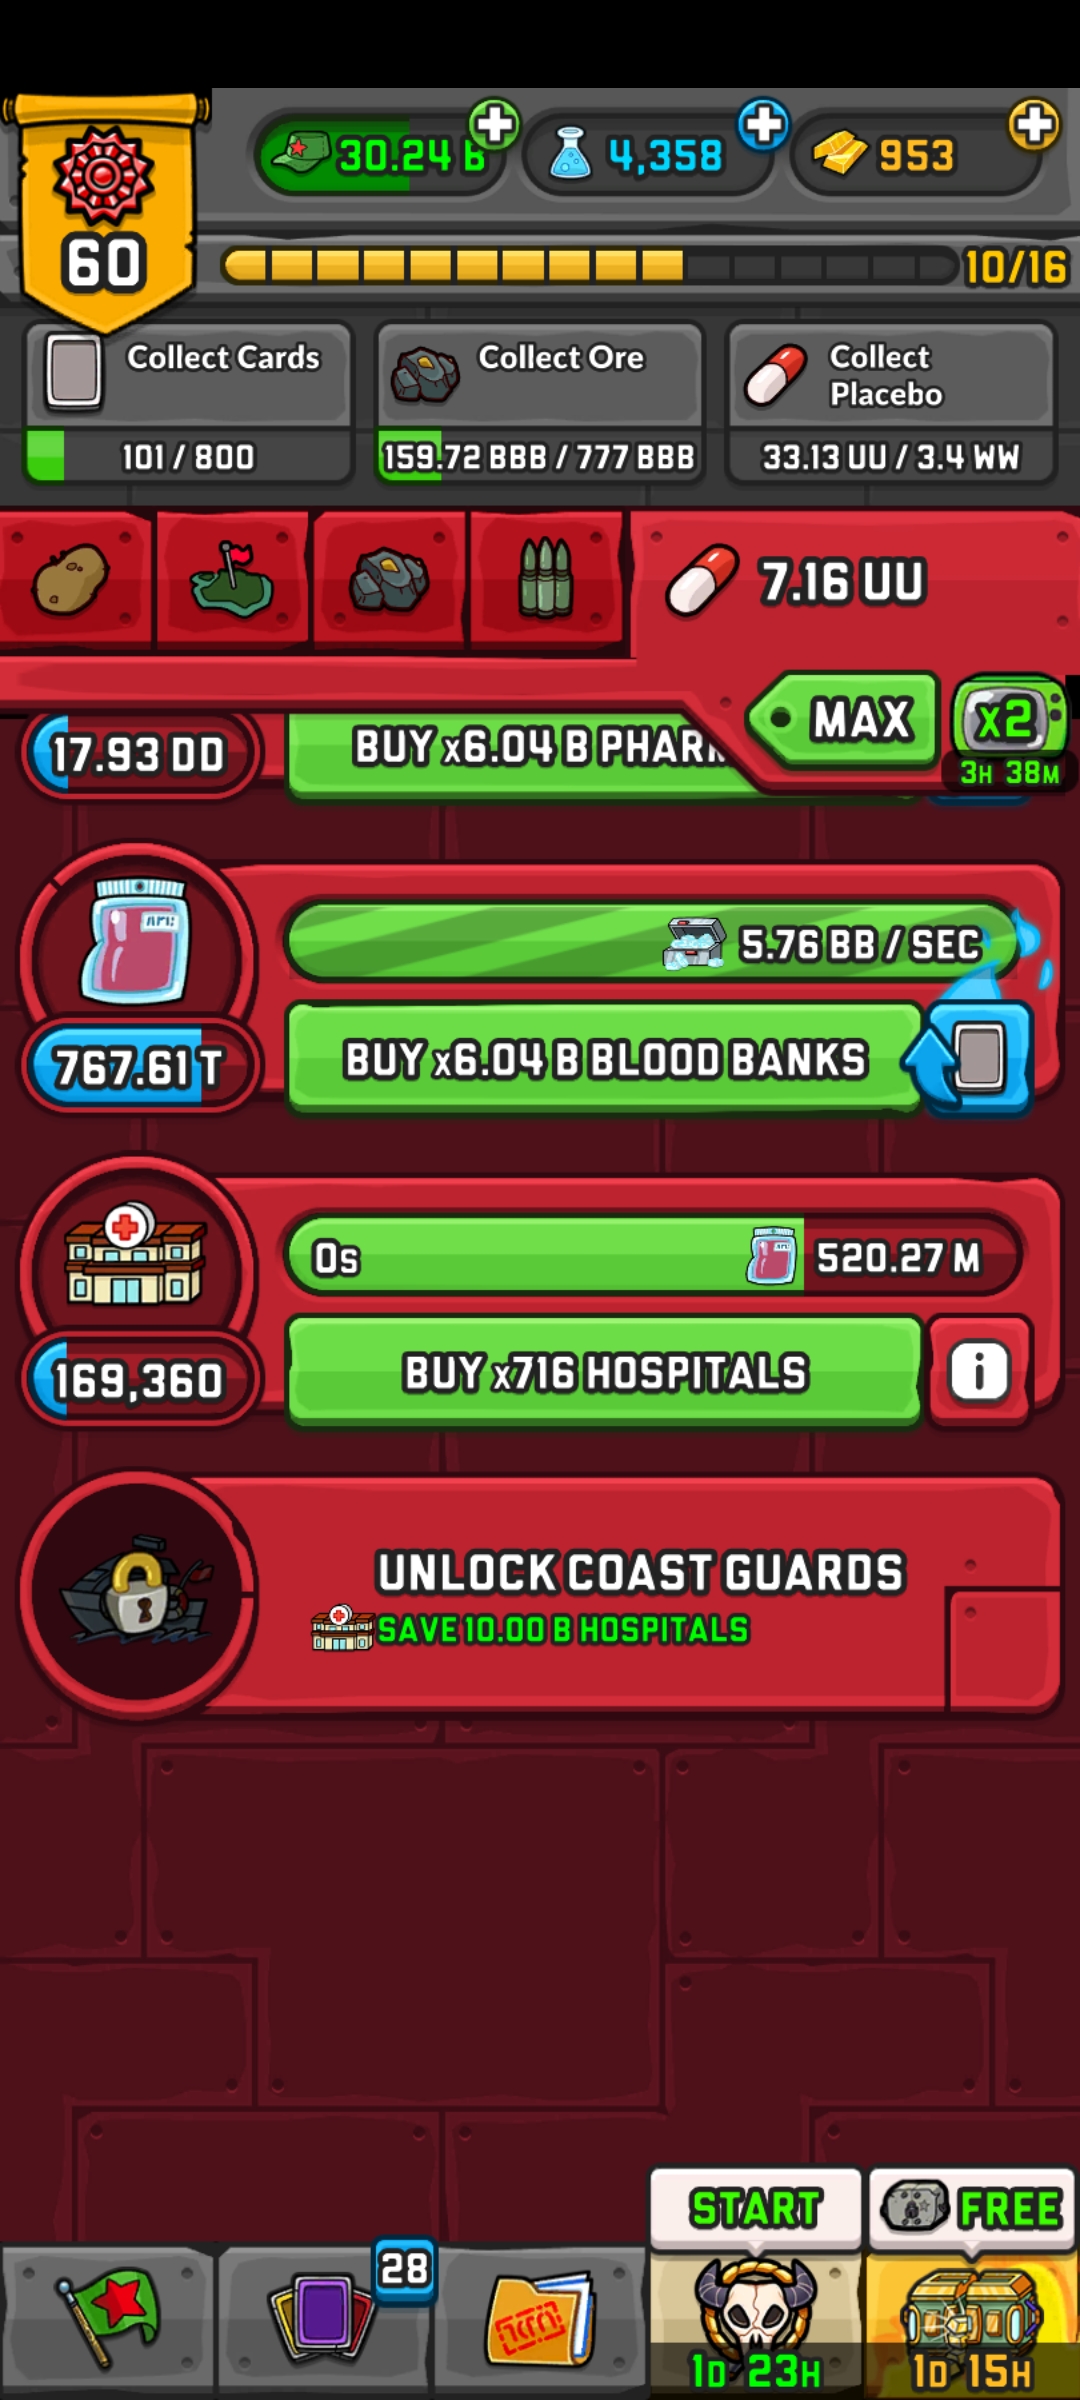 30.24 B
4,358
953
60
10/16
Collect Cards
101 / 800
Collect Ore
159.72 BBB / 777 BBB
Collect
Placebo
33.13 UU / 3.4 WW
7.16 UU
MAX
x2
3H 38M
17.93 DD
BUY x6.04 B
5.76 BB / SEC
767.61 T
BUY x6.04 B BLOOD BANKS
0s
520.27 M
169,360
BUY x716 HOSPITALS
i
UNLOCK COAST GUARDS
SAVE 10.00 B HOSPITALS
START
FREE
28
1D 23H
1D 15H